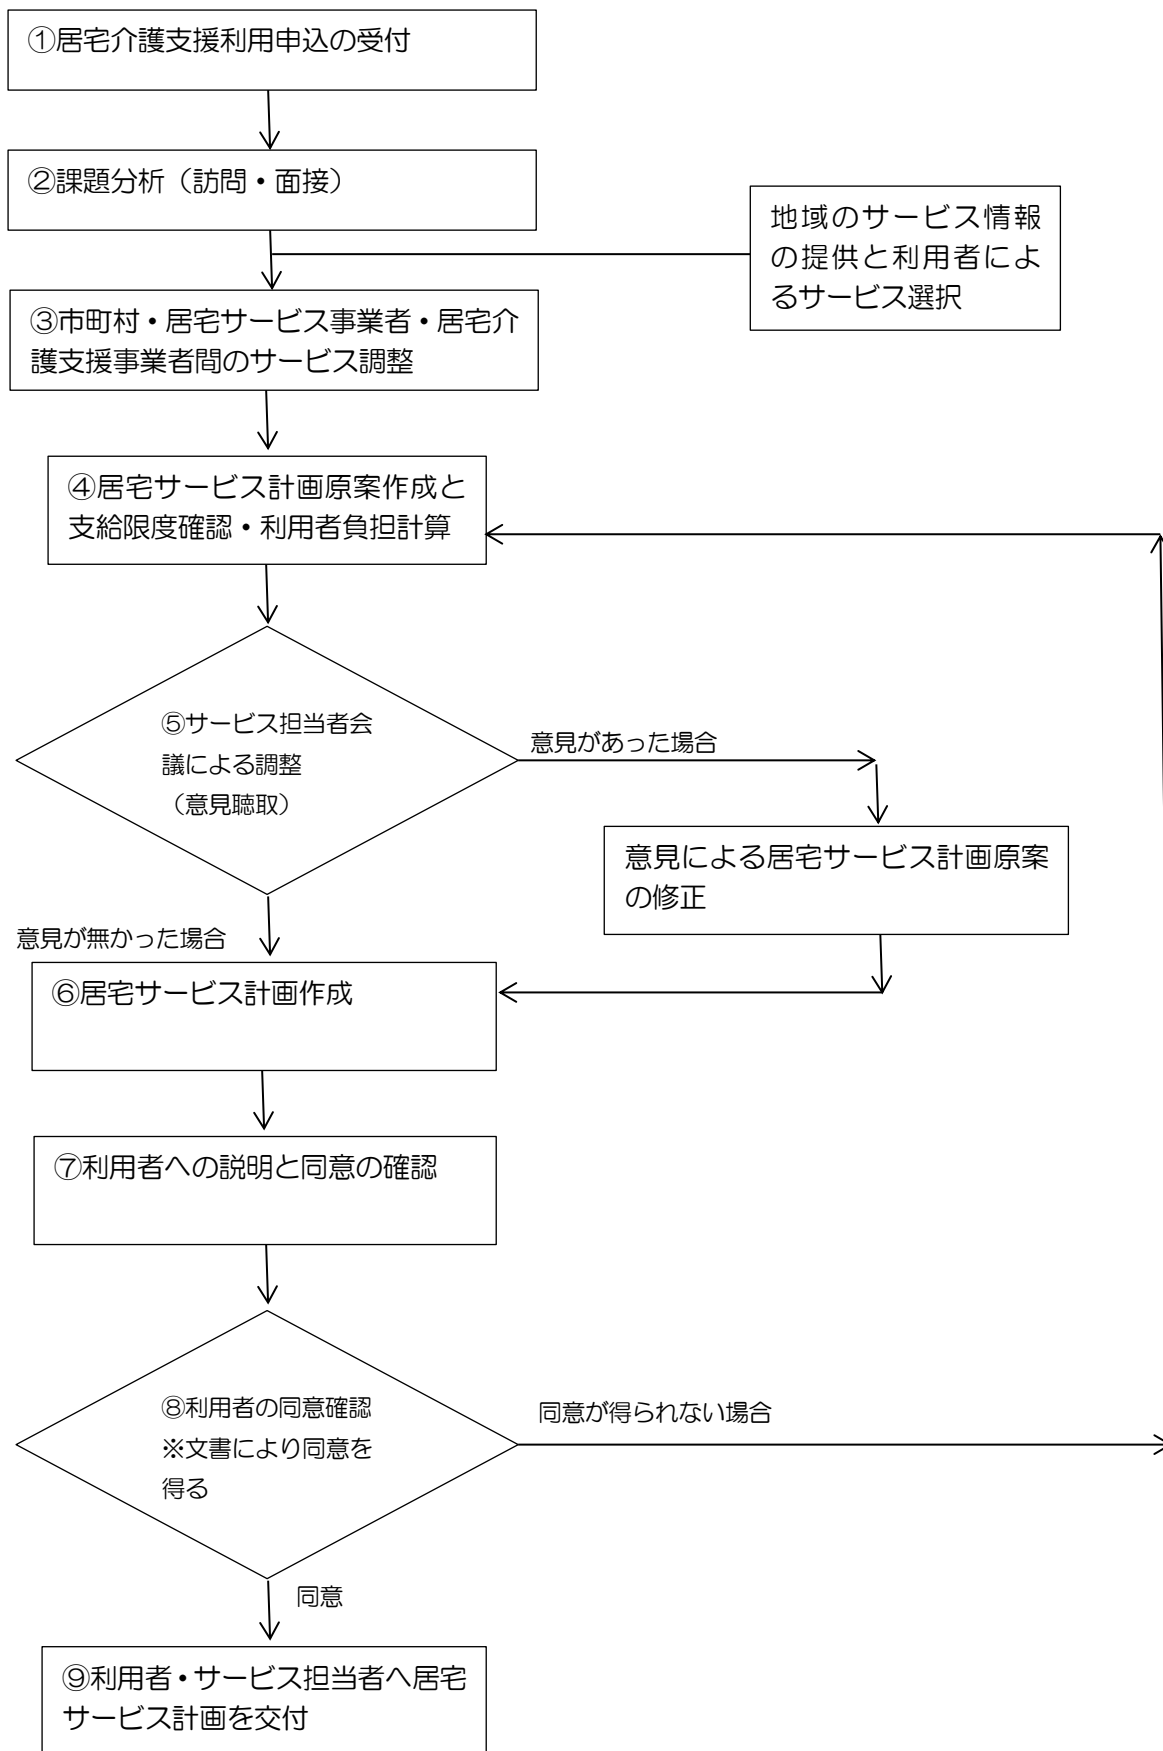 ①居宅介護支援利用申込の受付
②課題分析（訪問・面接）
地域のサービス情報
の提供と利用者によ
るサービス選択
③市町村・居宅サービス事業者・居宅介
護支援事業者間のサービス調整
④居宅サービス計画原案作成と
支給限度確認・利用者負担計算
⑤サービス担当者会
議による調整
（意見聴取）
意見があった場合
意見による居宅サービス計画原案
の修正
意見が無かった場合
⑥居宅サービス計画作成
⑦利用者への説明と同意の確認
⑧利用者の同意確認
※文書により同意を
得る
同意が得られない場合
同意
⑨利用者・サービス担当者へ居宅
サービス計画を交付